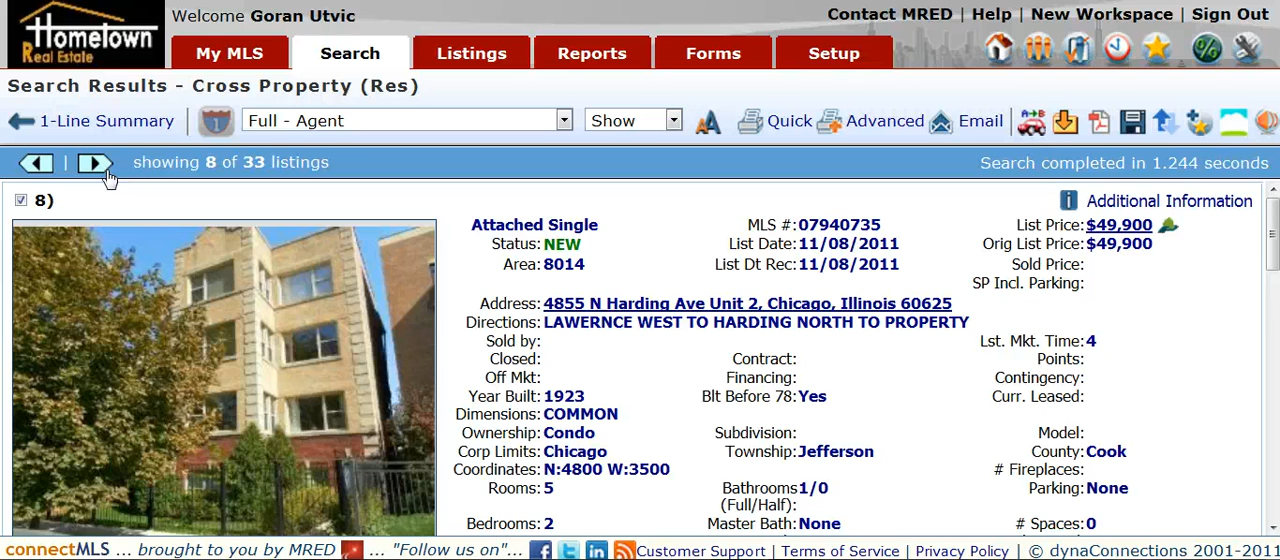 Hometown
Real Estate
Welcome Goran Utvic
Contact MRED | Help | New Workspace | Sign Out
My MLS
Search
Listings
Reports
Forms
Setup
Search Results - Cross Property (Res)
1-Line Summary
Full - Agent
Show
Quick
Advanced
Email
| showing 8 of 33 listings
Search completed in 1.244 seconds
8)
Additional Information
Attached Single MLS #: 07940735 List Price: $49,900
Status: NEW List Date: 11/08/2011 Orig List Price: $49,900
Area: 8014 List Dt Rec: 11/08/2011 Sold Price:
SP Incl. Parking:
Address: 4855 N Harding Ave Unit 2, Chicago, Illinois 60625
Directions: LAWERNCE WEST TO HARDING NORTH TO PROPERTY
Sold by: Lst. Mkt. Time: 4
Closed: Contract: Points:
Off Mkt: Financing: Contingency:
Year Built: 1923 Blt Before 78: Yes Curr. Leased:
Dimensions: COMMON
Ownership: Condo Subdivision: Model:
Corp Limits: Chicago Township: Jefferson County: Cook
Coordinates: N:4800 W:3500 # Fireplaces:
Rooms: 5 Bathrooms 1/0 Parking: None
(Full/Half):
Bedrooms: 2 Master Bath: None # Spaces: 0
connectMLS ... brought to you by MRED ... "Follow us on"... Customer Support | Terms of Service | Privacy Policy | © dynaConnections 2001-2011